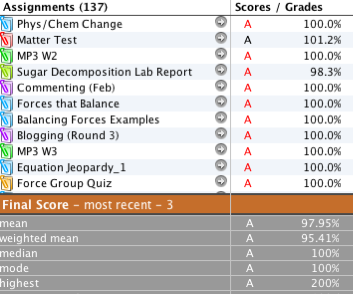 Assignments (137) Scores / Grades
Phys/Chem Change A 100.0%
Matter Test A 101.2%
MP3 W2 A 100.0%
Sugar Decomposition Lab Report A 98.3%
Commenting (Feb) A 100.0%
Forces that Balance A 100.0%
Balancing Forces Examples A 100.0%
Blogging (Round 3) A 100.0%
MP3 W3 A 100.0%
Equation Jeopardy_1 A 100.0%
Force Group Quiz A 100.0%
Final Score - most recent - 3
mean A 97.95%
weighted mean A 95.41%
median A 100%
mode A 100%
highest A 200%